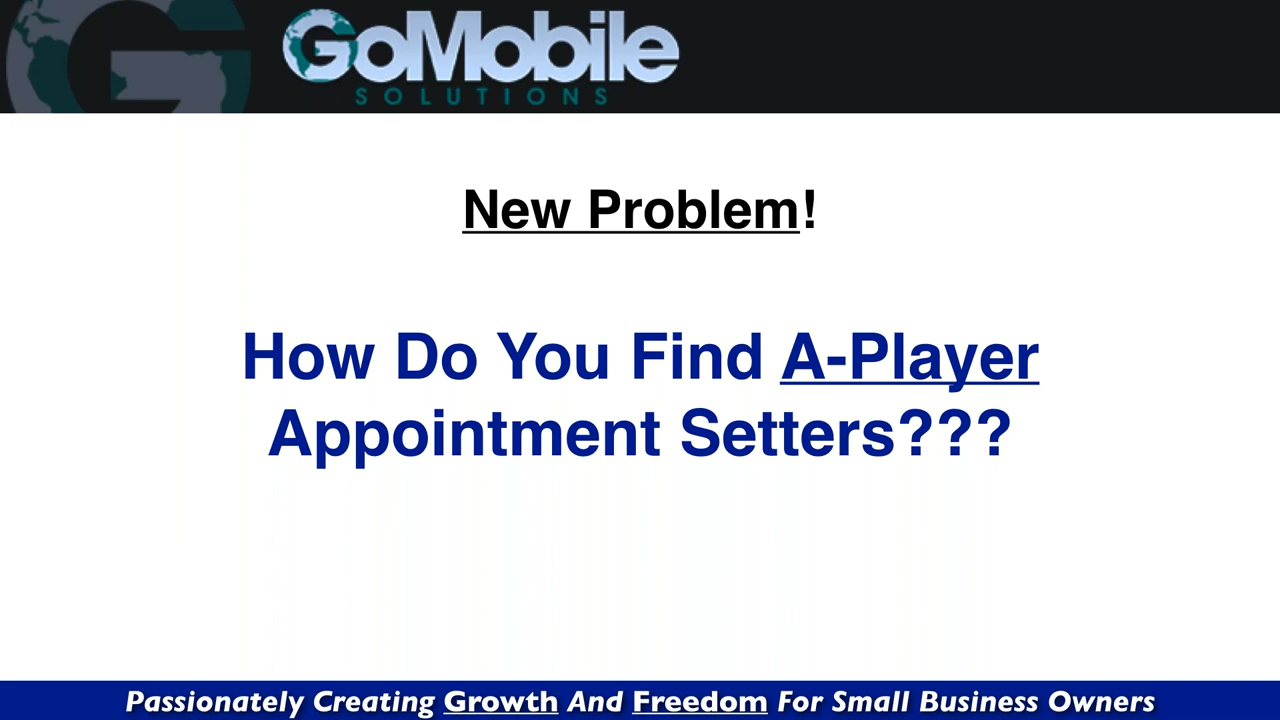 GoMobile
SOLUTIONS
New Problem!
How Do You Find A-Player
Appointment Setters???
Passionately Creating Growth And Freedom For Small Business Owners